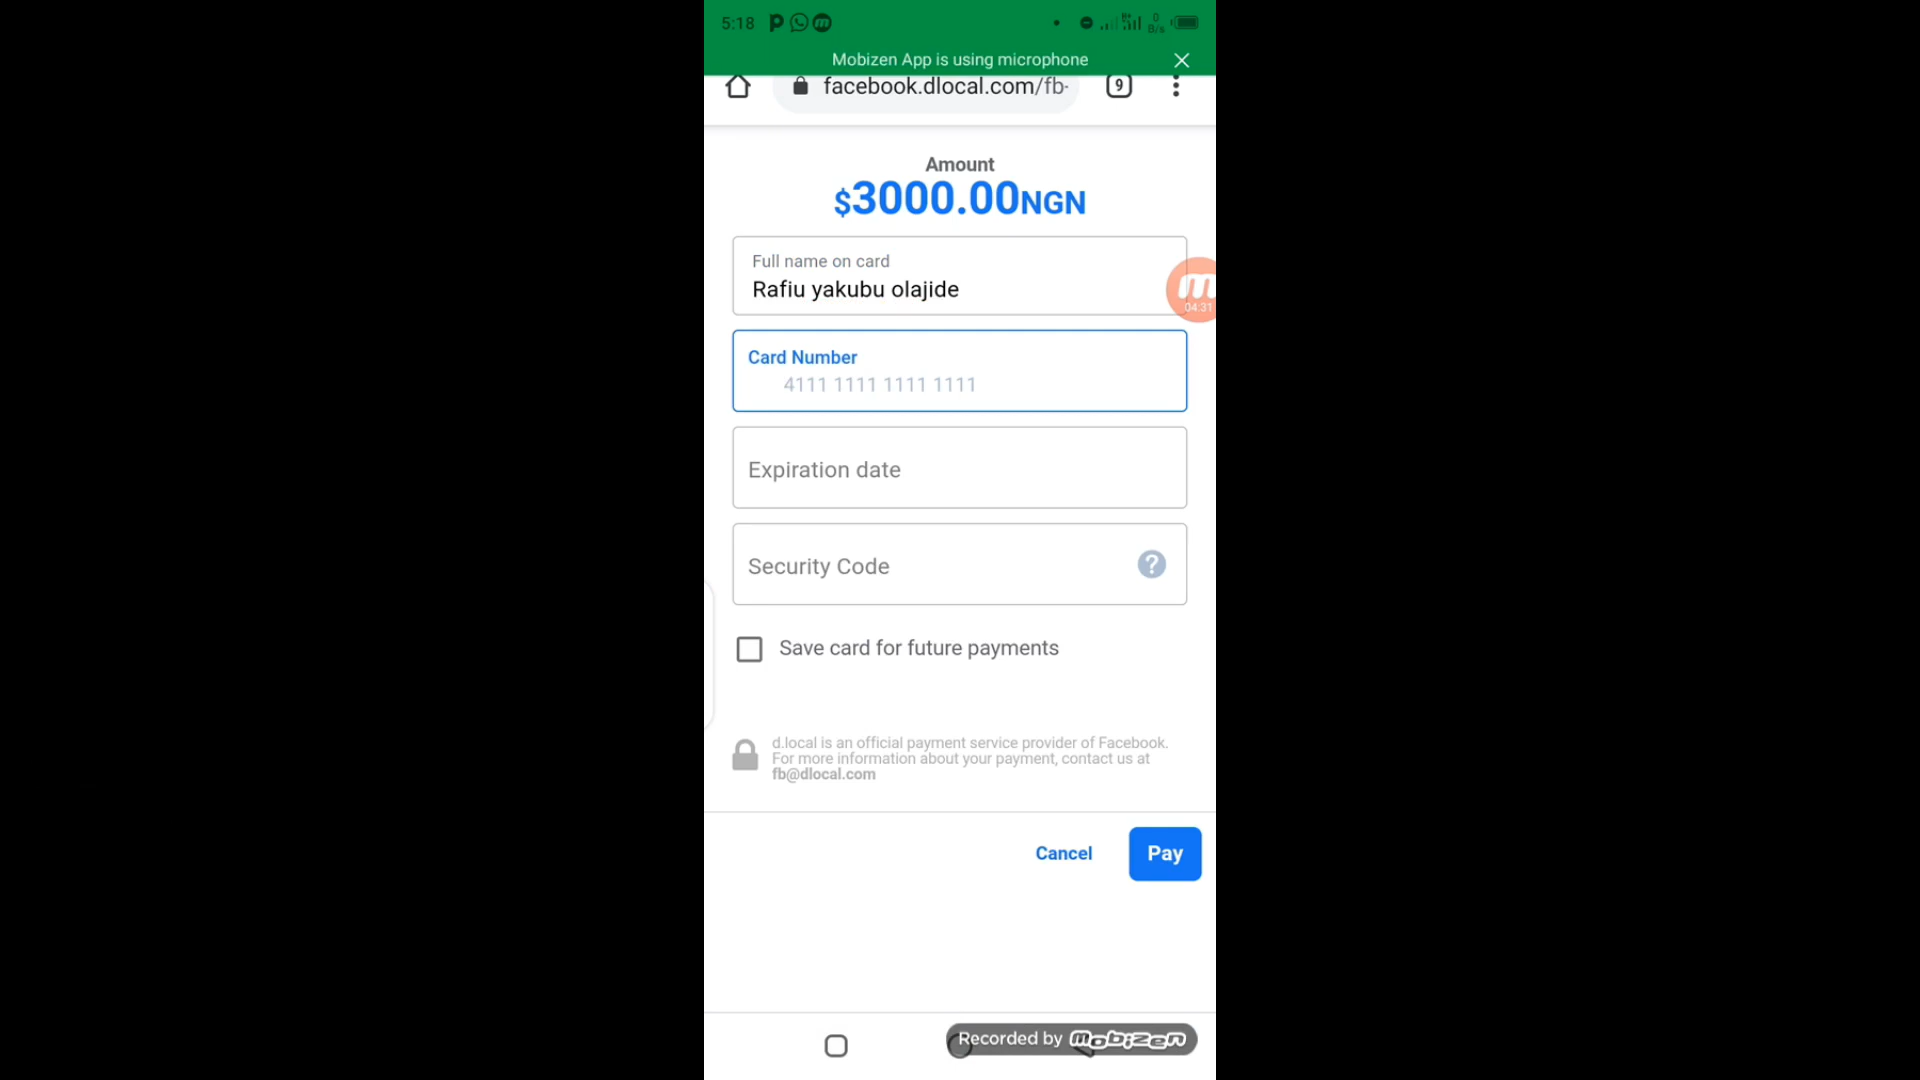 5:18
0
B/s
Mobizen App is using microphone
facebook.dlocal.com/fb-
9
Amount
$3000.00NGN
Full name on card
Rafiu yakubu olajide
04:31
Card Number
4111 1111 1111 1111
Expiration date
Security Code
?
Save card for future payments
d.local is an official payment service provider of Facebook.
For more information about your payment, contact us at
fb@dlocal.com
Cancel
Pay
Recorded by mobizen